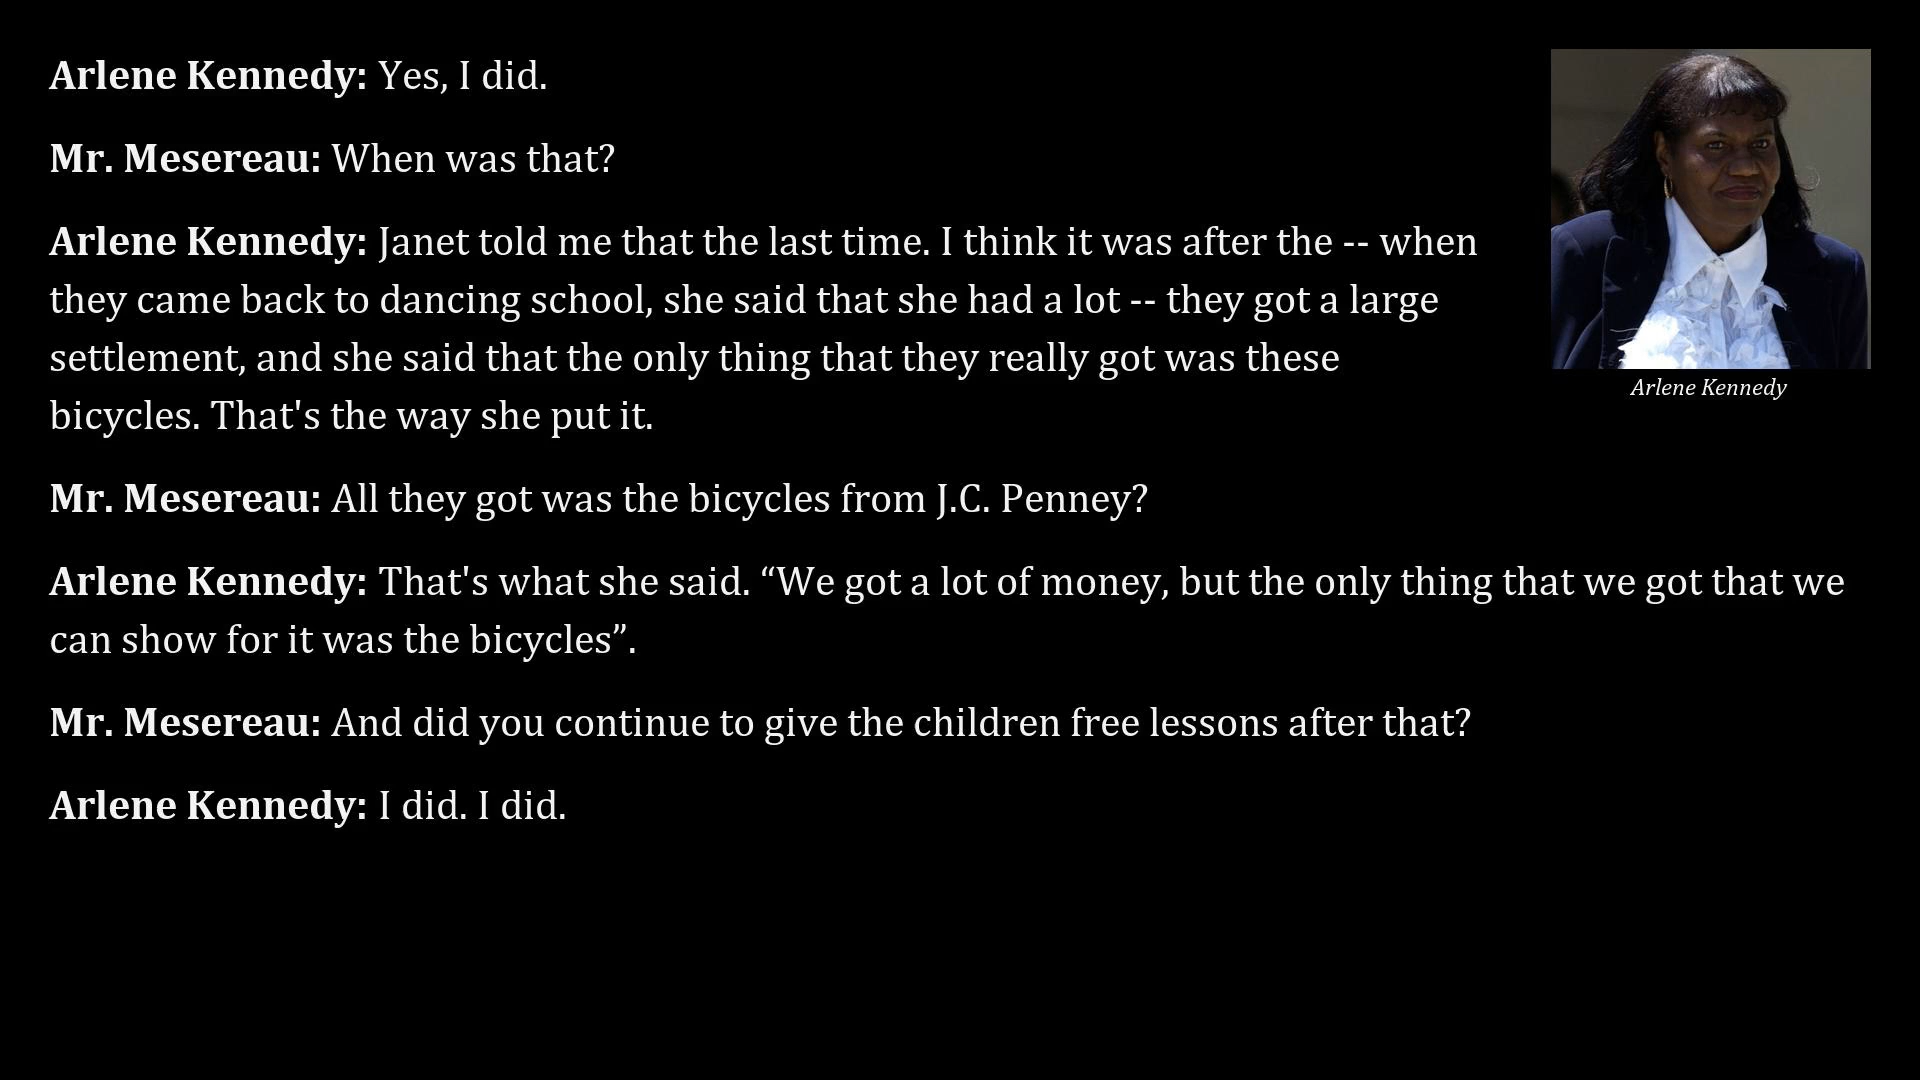 Arlene Kennedy: Yes, I did.
Mr. Mesereau: When was that?
Arlene Kennedy: Janet told me that the last time. I think it was after the -- when
they came back to dancing school, she said that she had a lot -- they got a large
settlement, and she said that the only thing that they really got was these
bicycles. That's the way she put it.
Arlene Kennedy
Mr. Mesereau: All they got was the bicycles from J.C. Penney?
Arlene Kennedy: That's what she said. “We got a lot of money, but the only thing that we got that we
can show for it was the bicycles”.
Mr. Mesereau: And did you continue to give the children free lessons after that?
Arlene Kennedy: I did. I did.